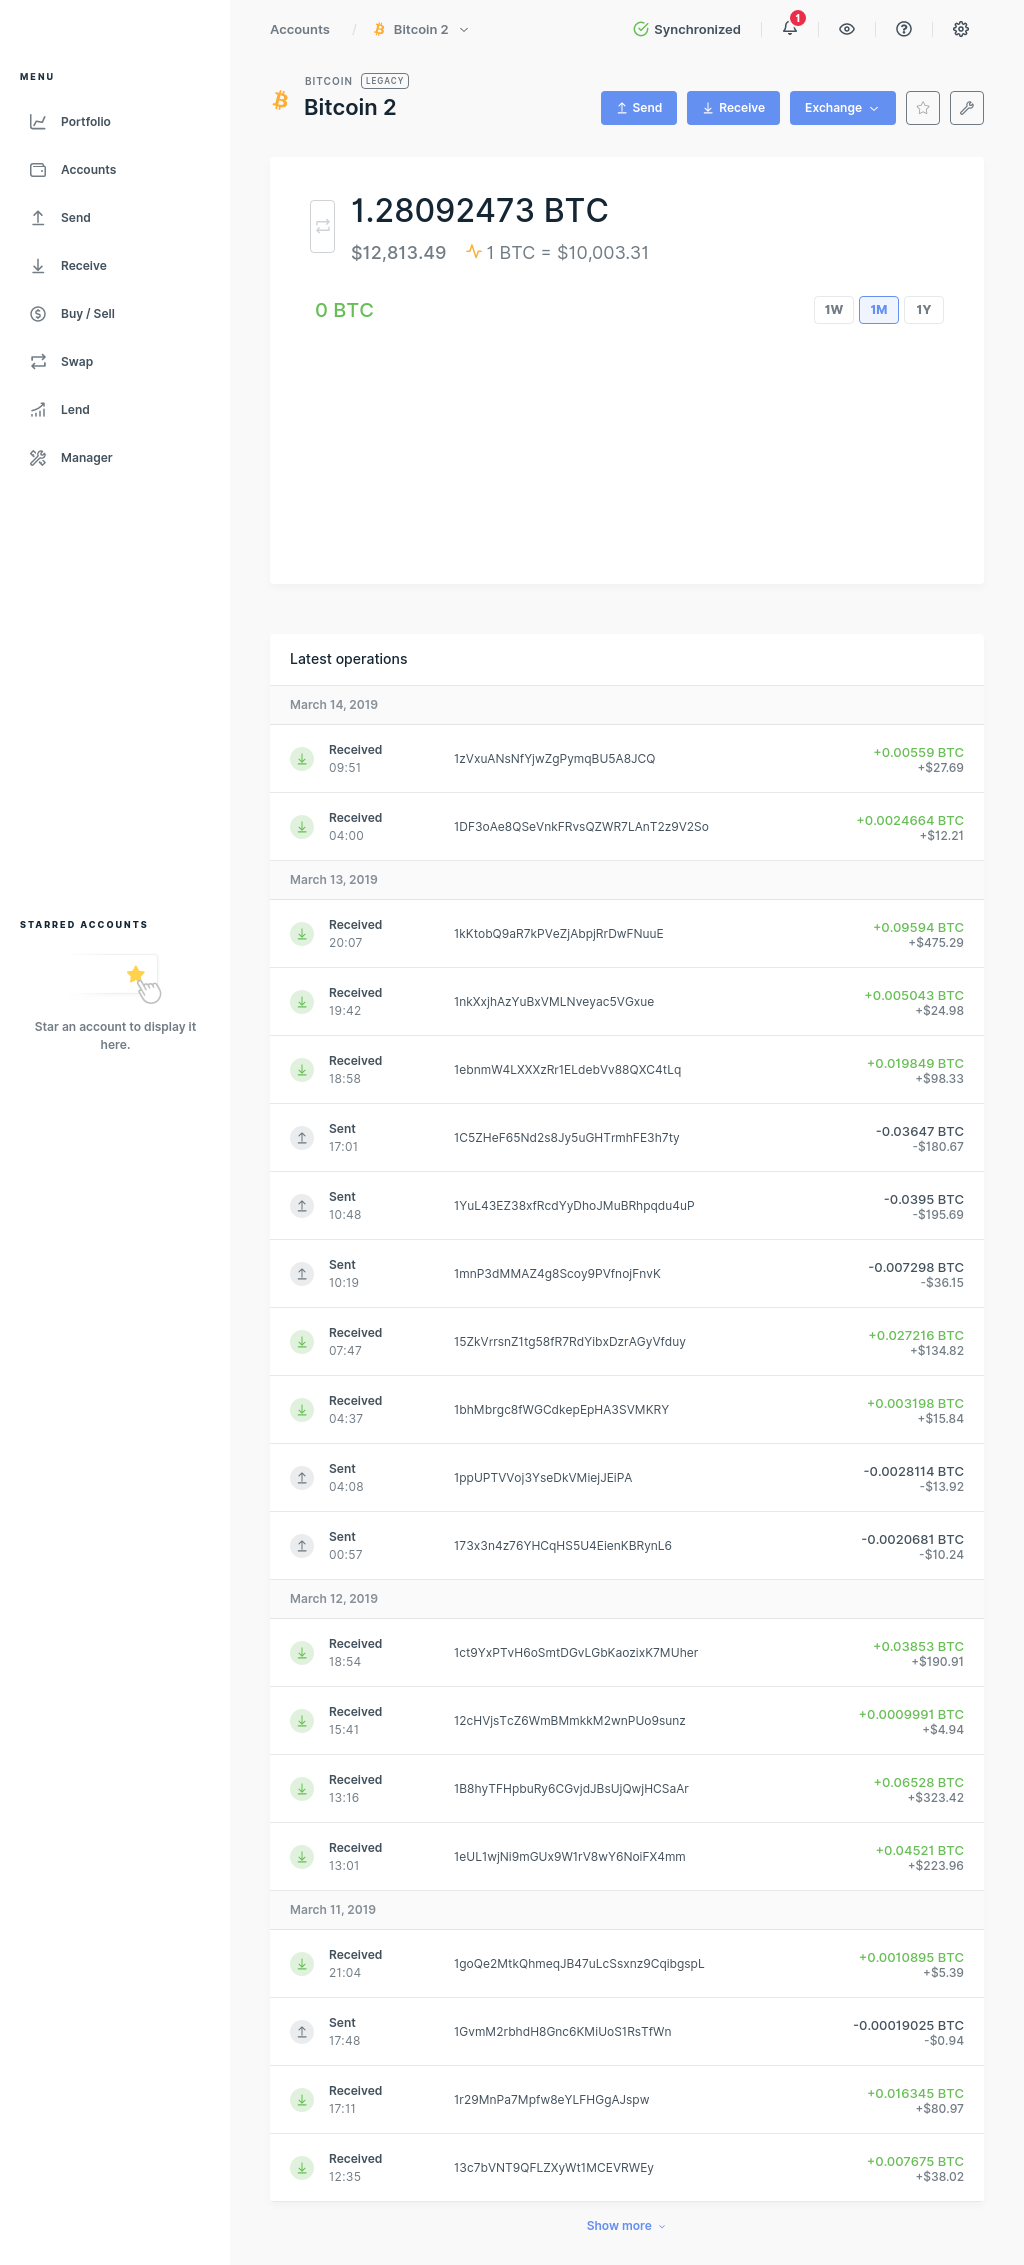 Accounts / Bitcoin 2
Synchronized
1
MENU
Portfolio
Accounts
Send
Receive
Buy / Sell
Swap
Lend
Manager
STARRED ACCOUNTS
Star an account to display it
here.
BITCOIN LEGACY
Bitcoin 2
Send
Receive
Exchange
1.28092473 BTC
$12,813.49 1 BTC = $10,003.31
0 BTC
1W 1M 1Y
Latest operations
March 14, 2019
Received 1zVxuANsNfYjwZgPymqBU5A8JCQ +0.00559 BTC
09:51 +$27.69
Received 1DF3oAe8QSeVnkFRvsQZWR7LAnT2z9V2So +0.0024664 BTC
04:00 +$12.21
March 13, 2019
Received 1kKtobQ9aR7kPVeZjAbpjRrDwFNuuE +0.09594 BTC
20:07 +$475.29
Received 1nkXxjhAzYuBxVMLNveyac5VGxue +0.005043 BTC
19:42 +$24.98
Received 1ebnmW4LXXXzRr1ELdebVv88QXC4tLq +0.019849 BTC
18:58 +$98.33
Sent 1C5ZHeF65Nd2s8Jy5uGHTrmhFE3h7ty -0.03647 BTC
17:01 -$180.67
Sent 1YuL43EZ38xfRcdYyDhoJMuBRhpqdu4uP -0.0395 BTC
10:48 -$195.69
Sent 1mnP3dMMAZ4g8Scoy9PVfnojFnvK -0.007298 BTC
10:19 -$36.15
Received 15ZkVrrsnZ1tg58fR7RdYibxDzrAGyVfduy +0.027216 BTC
07:47 +$134.82
Received 1bhMbrgc8fWGCdkepEpHA3SVMKRY +0.003198 BTC
04:37 +$15.84
Sent 1ppUPTVVoj3YseDkVMiejJEiPA -0.0028114 BTC
04:08 -$13.92
Sent 173x3n4z76YHCqHS5U4EienKBRynL6 -0.0020681 BTC
00:57 -$10.24
March 12, 2019
Received 1ct9YxPTvH6oSmtDGvLGbKaozixK7MUher +0.03853 BTC
18:54 +$190.91
Received 12cHVjsTcZ6WmBMmkkM2wnPUo9sunz +0.0009991 BTC
15:41 +$4.94
Received 1B8hyTFHpbuRy6CGvjdJBsUjQwjHCSaAr +0.06528 BTC
13:16 +$323.42
Received 1eUL1wjNi9mGUx9W1rV8wY6NoiFX4mm +0.04521 BTC
13:01 +$223.96
March 11, 2019
Received 1goQe2MtkQhmeqJB47uLcSsxnz9CqibgspL +0.0010895 BTC
21:04 +$5.39
Sent 1GvmM2rbhdH8Gnc6KMiUoS1RsTfWn -0.00019025 BTC
17:48 -$0.94
Received 1r29MnPa7Mpfw8eYLFHGgAJspw +0.016345 BTC
17:11 +$80.97
Received 13c7bVNT9QFLZXyWt1MCEVRWEy +0.007675 BTC
12:35 +$38.02
Show more